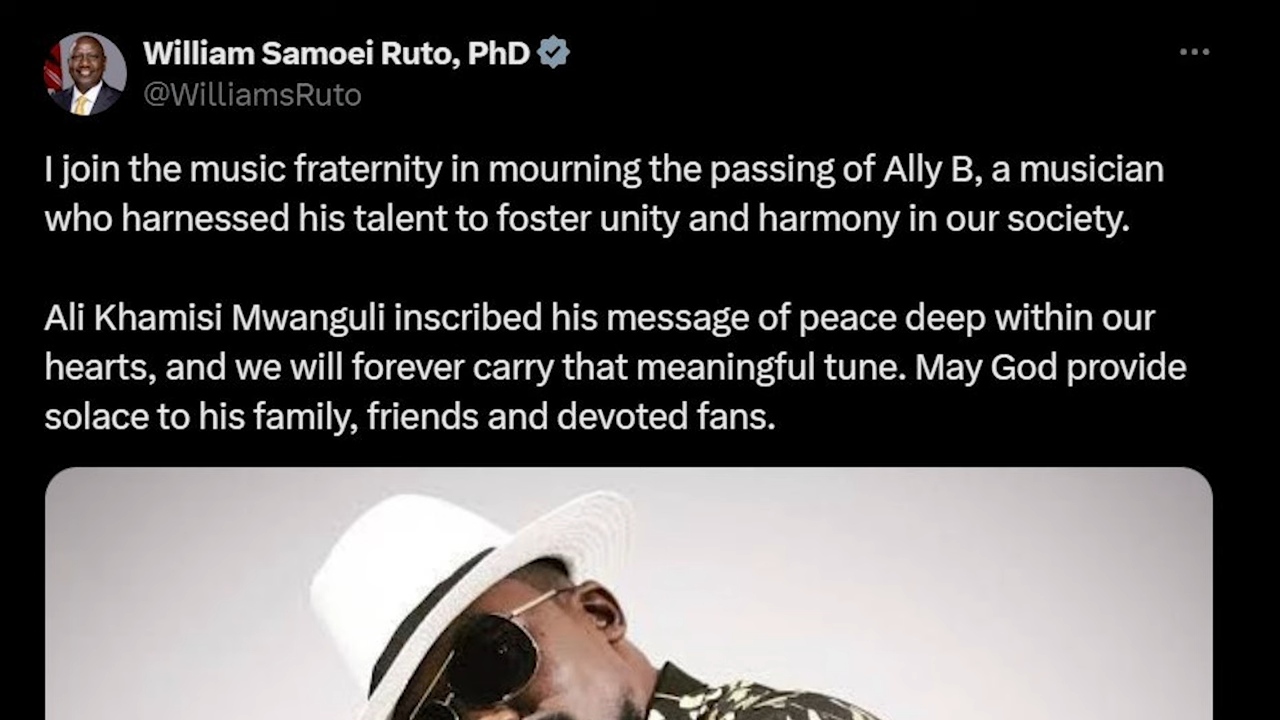 William Samoei Ruto, PhD
@WilliamsRuto
I join the music fraternity in mourning the passing of Ally B, a musician
who harnessed his talent to foster unity and harmony in our society.
Ali Khamisi Mwanguli inscribed his message of peace deep within our
hearts, and we will forever carry that meaningful tune. May God provide
solace to his family, friends and devoted fans.